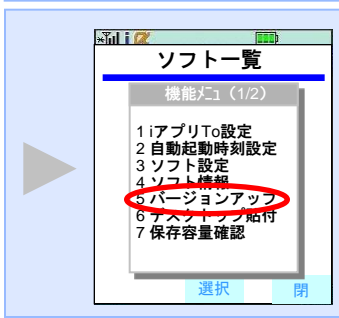 ソフト一覧
機能メニュ (1/2)
1 iアプリTo設定
2 自動起動時刻設定
3 ソフト設定
4 ソフト情報
5 バージョンアップ
6 デスクトップ貼付
7 保存容量確認
選択 閉